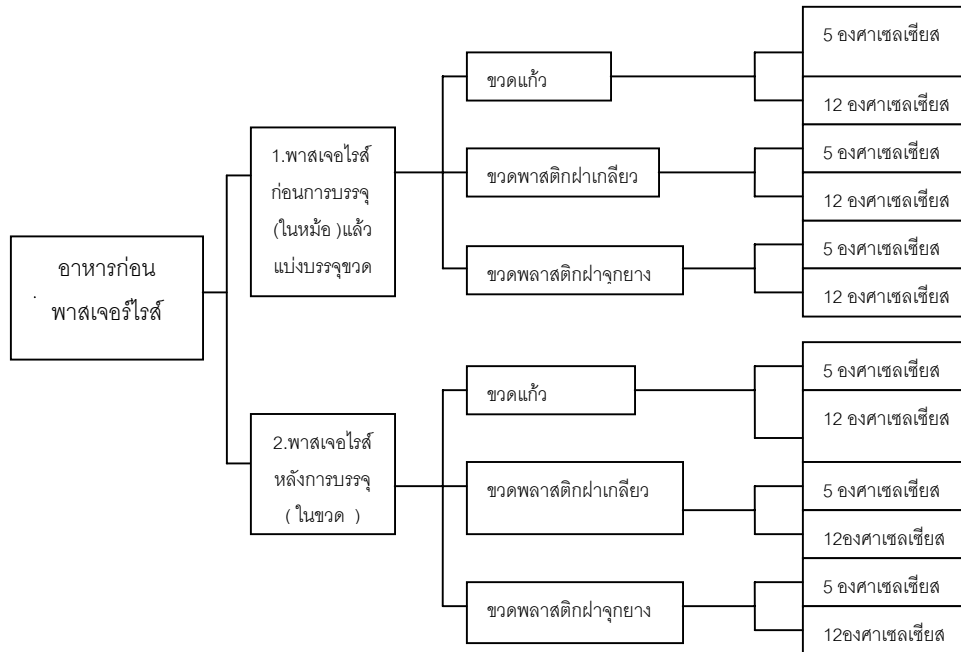 อาหารก่อน
พาสเจอร์ไรส์
1.พาสเจอไรส์
ก่อนการบรรจุ
(ในหม้อ )แล้ว
แบ่งบรรจุขวด
ขวดแก้ว
5 องศาเซลเซียส
12 องศาเซลเซียส
ขวดพาสติกฝาเกลียว
5 องศาเซลเซียส
12 องศาเซลเซียส
ขวดพลาสติกฝาจุกยาง
5 องศาเซลเซียส
12 องศาเซลเซียส
2.พาสเจอไรส์
หลังการบรรจุ
( ในขวด )
ขวดแก้ว
5 องศาเซลเซียส
12 องศาเซลเซียส
ขวดพลาสติกฝาเกลียว
5 องศาเซลเซียส
12องศาเซลเซียส
ขวดพลาสติกฝาจุกยาง
5 องศาเซลเซียส
12องศาเซลเซียส